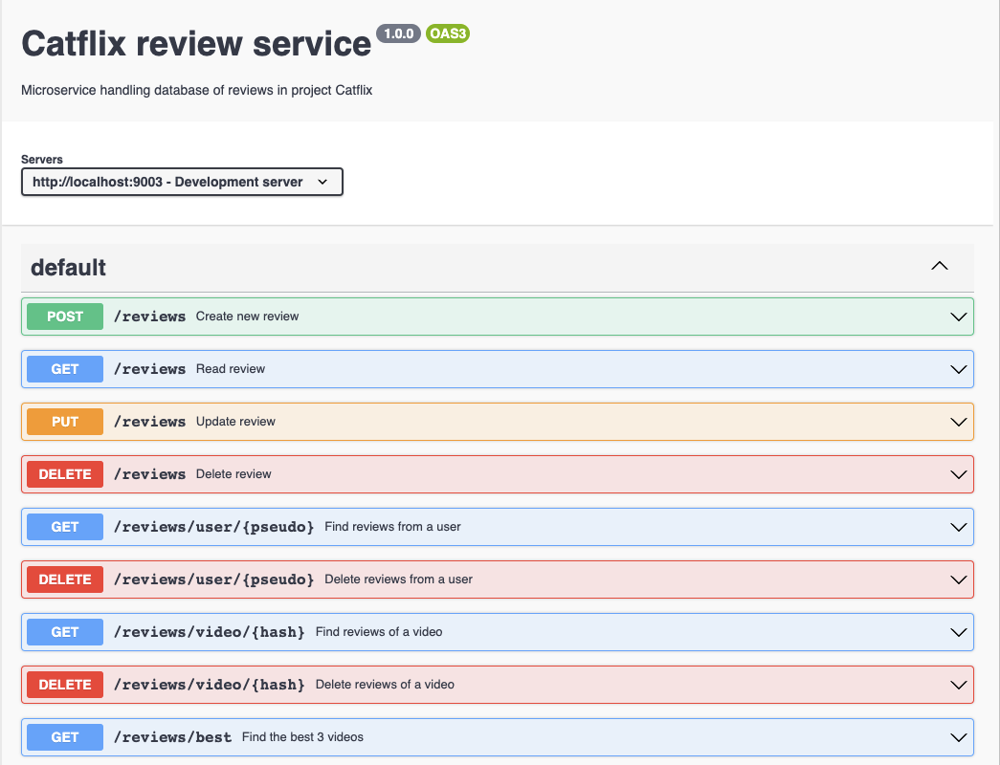 Catflix review service 1.0.0 OAS3
Microservice handling database of reviews in project Catflix
Servers
http://localhost:9003 - Development server
default
POST /reviews Create new review
GET /reviews Read review
PUT /reviews Update review
DELETE /reviews Delete review
GET /reviews/user/{pseudo} Find reviews from a user
DELETE /reviews/user/{pseudo} Delete reviews from a user
GET /reviews/video/{hash} Find reviews of a video
DELETE /reviews/video/{hash} Delete reviews of a video
GET /reviews/best Find the best 3 videos